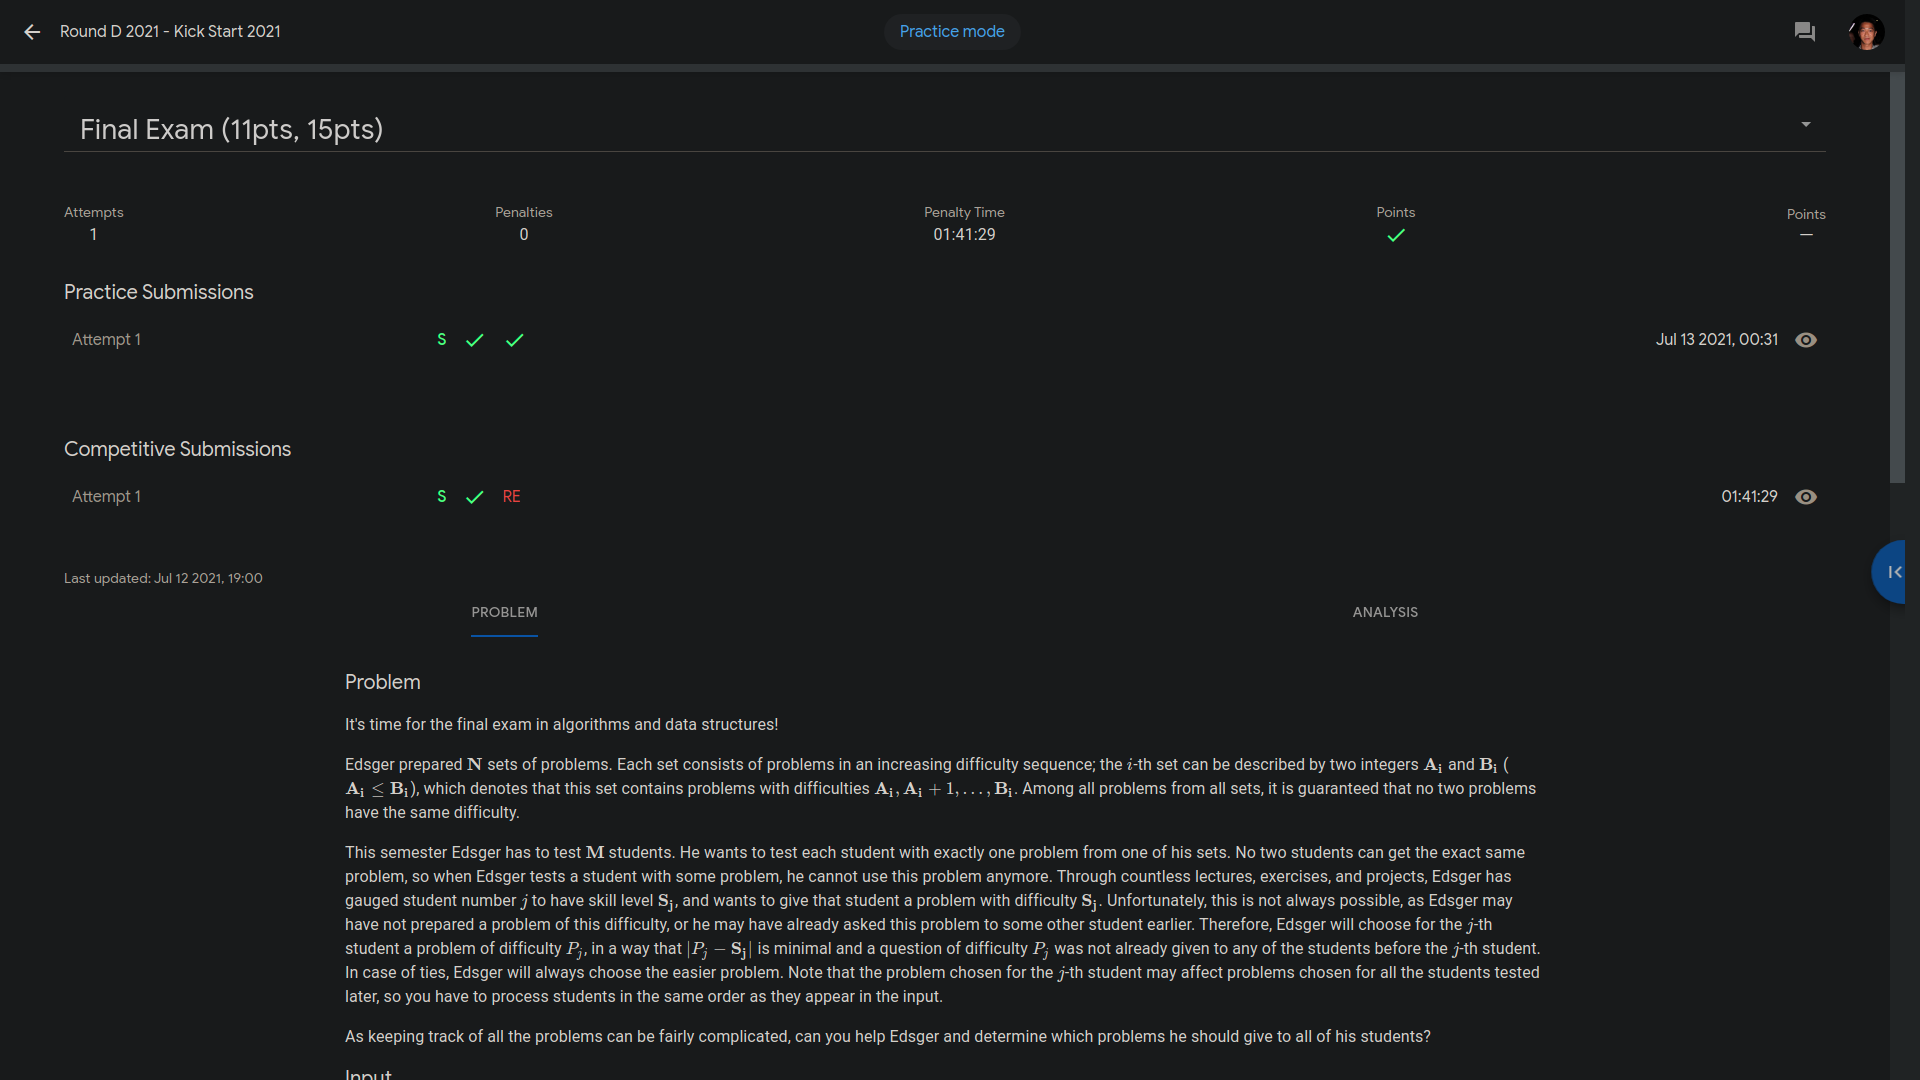 Round D 2021 - Kick Start 2021
Practice mode
Final Exam (11pts, 15pts)
Attempts
1
Penalties
0
Penalty Time
01:41:29
Points
Points
—
Practice Submissions
Attempt 1
S
Jul 13 2021, 00:31
Competitive Submissions
Attempt 1
S
RE
01:41:29
Last updated: Jul 12 2021, 19:00
PROBLEM
ANALYSIS
Problem
It's time for the final exam in algorithms and data structures!
Edsger prepared N sets of problems. Each set consists of problems in an increasing difficulty sequence; the i-th set can be described by two integers A_i and B_i (
A_i ≤ B_i), which denotes that this set contains problems with difficulties A_i, A_i + 1, …, B_i. Among all problems from all sets, it is guaranteed that no two problems
have the same difficulty.
This semester Edsger has to test M students. He wants to test each student with exactly one problem from one of his sets. No two students can get the exact same
problem, so when Edsger tests a student with some problem, he cannot use this problem anymore. Through countless lectures, exercises, and projects, Edsger has
gauged student number j to have skill level S_j, and wants to give that student a problem with difficulty S_j. Unfortunately, this is not always possible, as Edsger may
have not prepared a problem of this difficulty, or he may have already asked this problem to some other student earlier. Therefore, Edsger will choose for the j-th
student a problem of difficulty P_j, in a way that |P_j − S_j| is minimal and a question of difficulty P_j was not already given to any of the students before the j-th student.
In case of ties, Edsger will always choose the easier problem. Note that the problem chosen for the j-th student may affect problems chosen for all the students tested
later, so you have to process students in the same order as they appear in the input.
As keeping track of all the problems can be fairly complicated, can you help Edsger and determine which problems he should give to all of his students?
Input